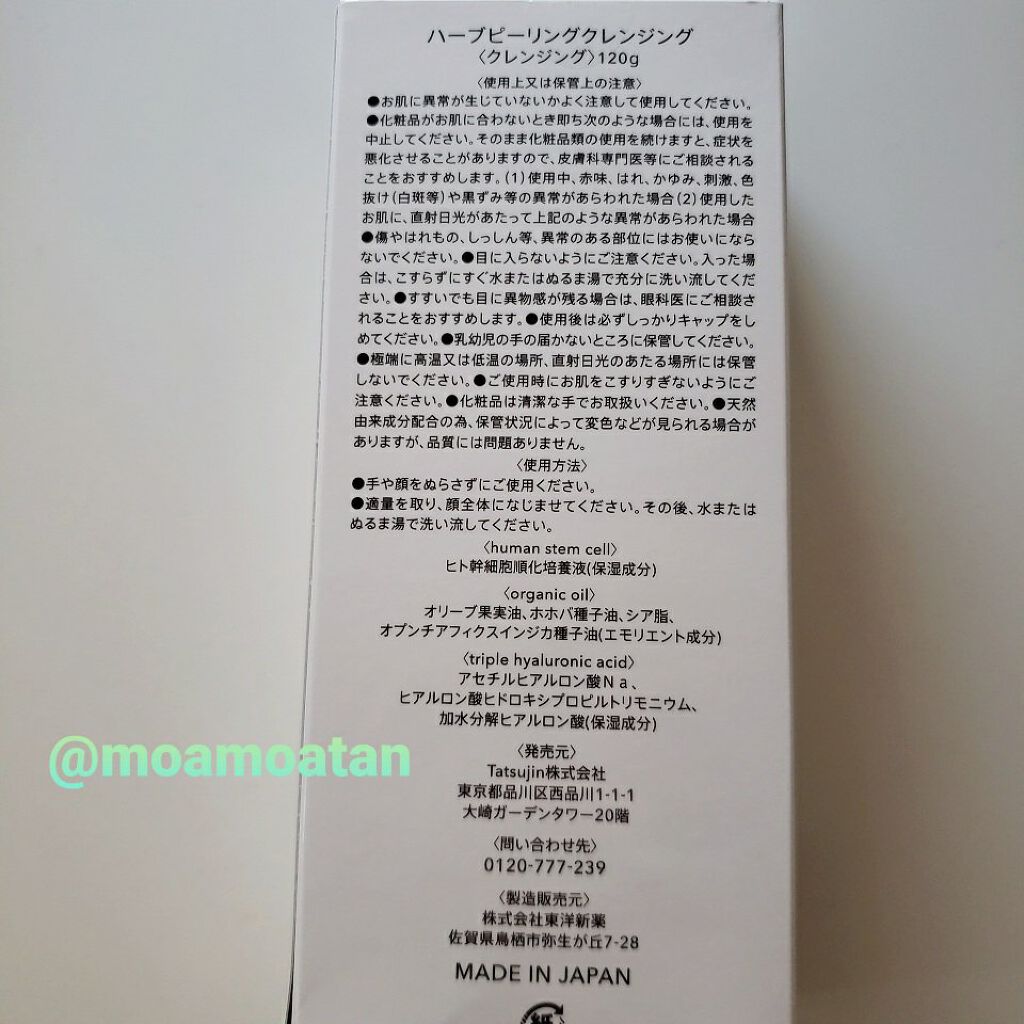 ハーブピーリングクレンジング
〈クレンジング〉120g
〈使用上又は保管上の注意〉
●お肌に異常が生じていないかよく注意して使用してください。
●化粧品がお肌に合わないとき即ち次のような場合には、使用を
中止してください。そのまま化粧品類の使用を続けますと、症状を
悪化させることがありますので、皮膚科専門医等にご相談される
ことをおすすめします。(1)使用中、赤味、はれ、かゆみ、刺激、色
抜け(白斑等)や黒ずみ等の異常があらわれた場合(2)使用した
お肌に、直射日光があたって上記のような異常があらわれた場合
●傷やはれもの、しっしん等、異常のある部位にはお使いになら
ないでください。●目に入らないようにご注意ください。入った場
合は、こすらずにすぐ水またはぬるま湯で充分に洗い流してくだ
さい。●すすいでも目に異物感が残る場合は、眼科医にご相談さ
れることをおすすめします。●使用後は必ずしっかりキャップをし
めてください。●乳幼児の手の届かないところに保管してください。
●極端に高温又は低温の場所、直射日光のあたる場所には保管
しないでください。●ご使用時にお肌をこすりすぎないようにご
注意ください。●化粧品は清潔な手でお取扱いください。●天然
由来成分配合の為、保管状況によって変色などが見られる場合が
ありますが、品質には問題ありません。
〈使用方法〉
●手や顔をぬらさずにご使用ください。
●適量を取り、顔全体になじませてください。その後、水または
ぬるま湯で洗い流してください。
〈human stem cell〉
ヒト幹細胞順化培養液(保湿成分)
〈organic oil〉
オリーブ果実油、ホホバ種子油、シア脂、
オプンチアフィクスインジカ種子油(エモリエント成分)
〈triple hyaluronic acid〉
アセチルヒアルロン酸Na、
ヒアルロン酸ヒドロキシプロピルトリモニウム、
加水分解ヒアルロン酸(保湿成分)
@moamoatan
〈発売元〉
Tatsujin株式会社
東京都品川区西品川1-1-1
大崎ガーデンタワー20階
〈問い合わせ先〉
0120-777-239
〈製造販売元〉
株式会社東洋新薬
佐賀県鳥栖市弥生が丘7-28
MADE IN JAPAN
紙